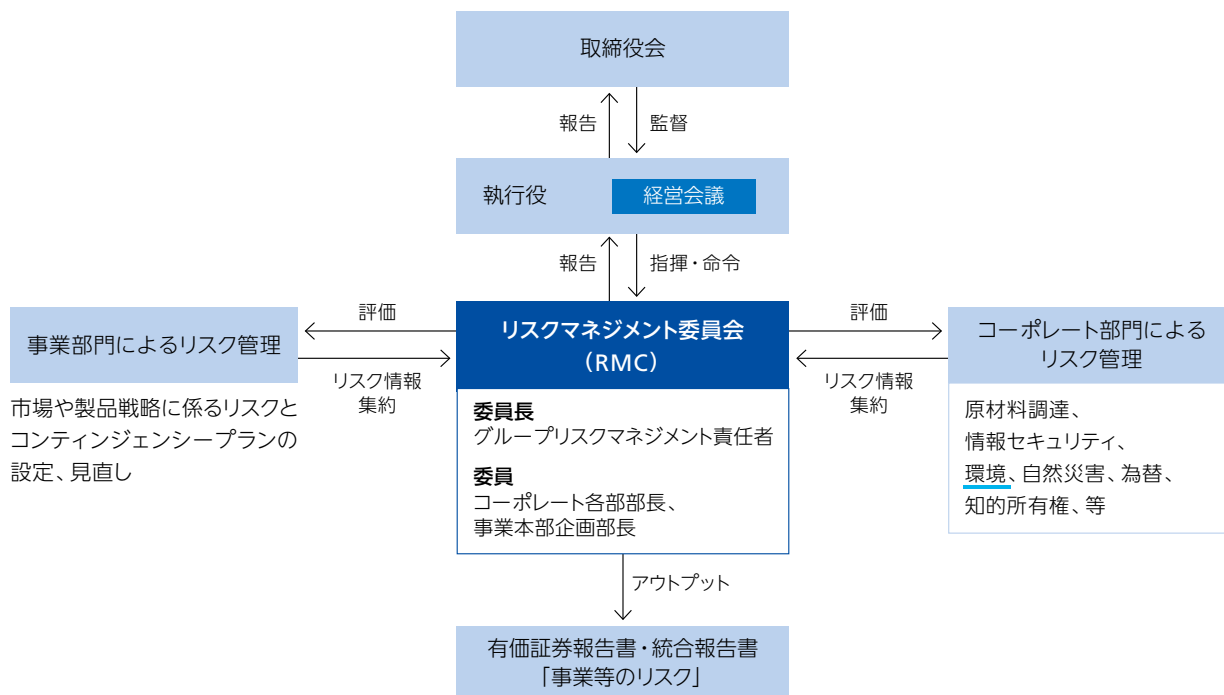 取締役会
報告
監督
執行役
経営会議
報告
指揮・命令
評価
リスクマネジメント委員会
（RMC）
評価
事業部門によるリスク管理
コーポレート部門による
リスク管理
リスク情報
集約
リスク情報
集約
市場や製品戦略に係るリスクと
コンティンジェンシープランの
設定、見直し
委員長
グループリスクマネジメント責任者
委員
コーポレート各部部長、
事業本部企画部長
原材料調達、
情報セキュリティ、
環境、自然災害、為替、
知的所有権、等
アウトプット
有価証券報告書・統合報告書
「事業等のリスク」